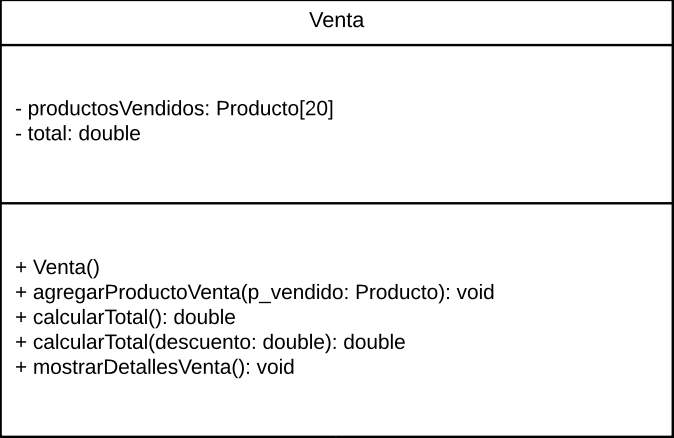 Venta
- productosVendidos: Producto[20]
- total: double
+ Venta()
+ agregarProductoVenta(p_vendido: Producto): void
+ calcularTotal(): double
+ calcularTotal(descuento: double): double
+ mostrarDetallesVenta(): void